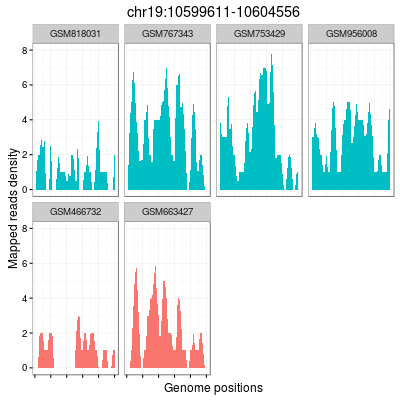 chr19:10599611-10604556
GSM818031 GSM767343 GSM753429 GSM956008
8
6
4
2
0
GSM466732 GSM663427
8
6
4
2
0
Mapped reads density
Genome positions